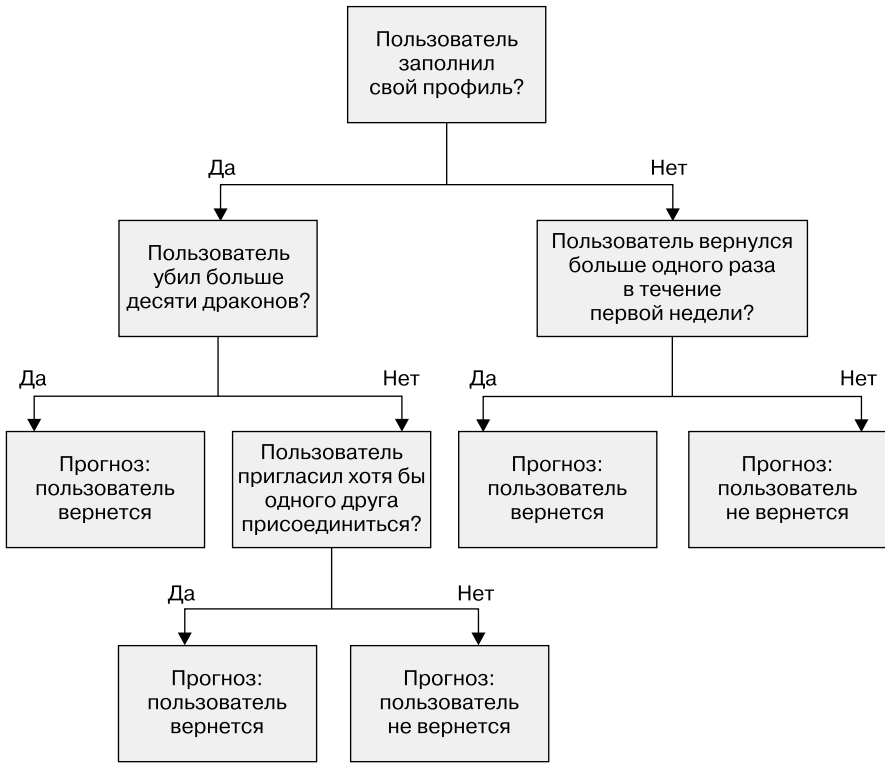 Пользователь
заполнил
свой профиль?
Да
Нет
Пользователь
убил больше
десяти драконов?
Пользователь вернулся
больше одного раза
в течение
первой недели?
Да
Нет
Да
Нет
Прогноз:
пользователь
вернется
Пользователь
пригласил хотя бы
одного друга
присоединиться?
Прогноз:
пользователь
вернется
Прогноз:
пользователь
не вернется
Да
Нет
Прогноз:
пользователь
вернется
Прогноз:
пользователь
не вернется